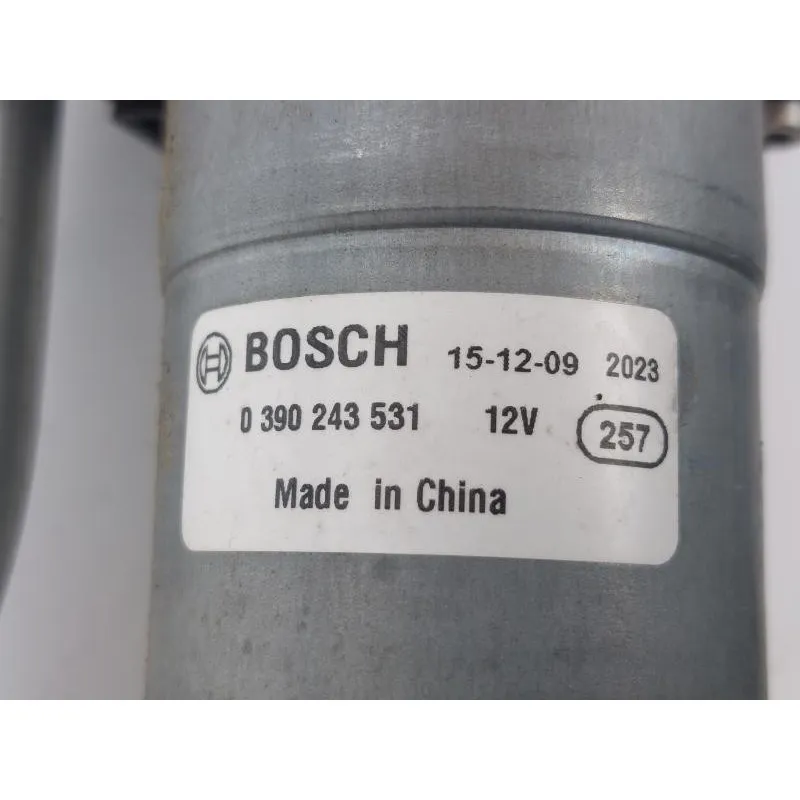 BOSCH 15-12-09 2023
0 390 243 531 12V 257
Made in China